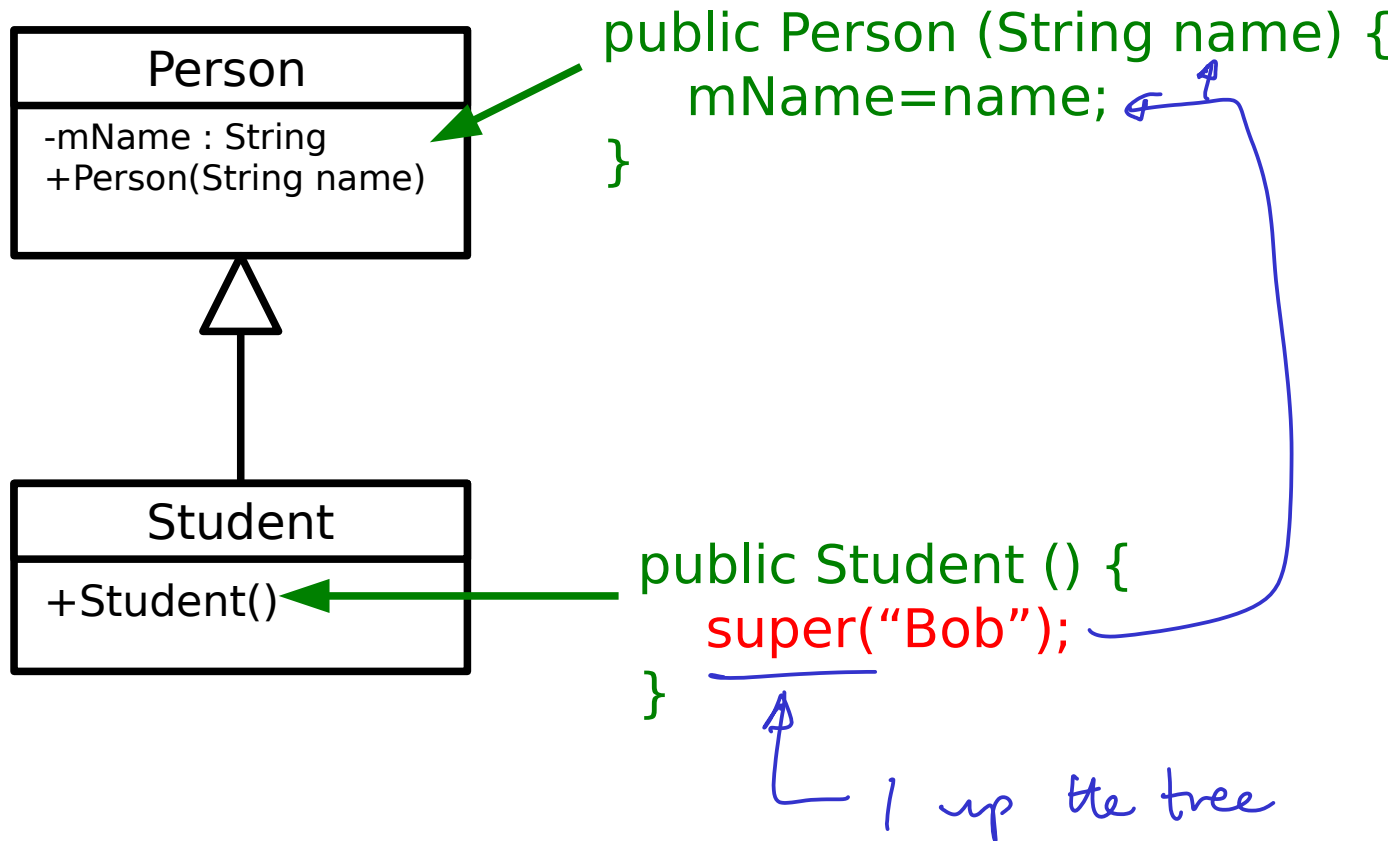 Person
-mName : String
+Person(String name)
public Person (String name) {
mName=name;
}
Student
+Student()
public Student () {
super(“Bob”);
}
1 up the tree